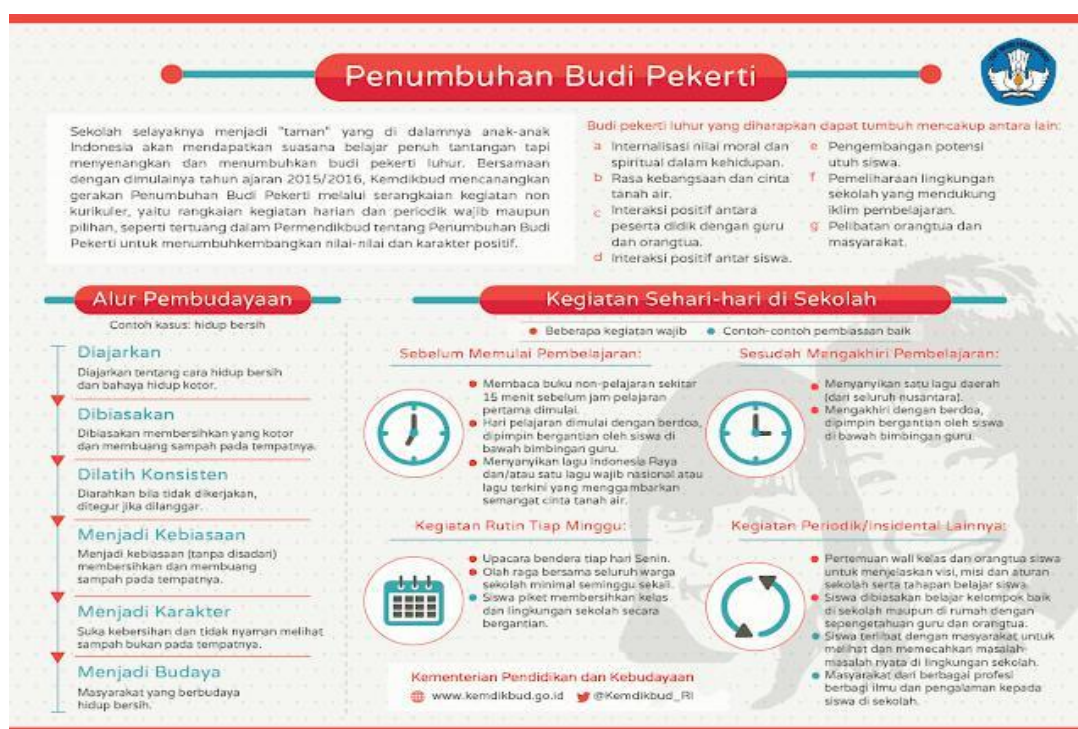 Penumbuhan Budi Pekerti
Sekolah selayaknya menjadi "taman" yang di dalamnya anak-anak
Indonesia akan mendapatkan suasana belajar penuh tantangan tapi
menyenangkan dan menumbuhkan budi pekerti luhur. Bersamaan
dengan dimulainya tahun ajaran 2015/2016, Kemdikbud mencanangkan
gerakan Penumbuhan Budi Pekerti melalui serangkaian kegiatan non
kurikuler, yaitu rangkaian kegiatan harian dan periodik wajib maupun
pilihan, seperti tertuang dalam Permendikbud tentang Penumbuhan Budi
Pekerti untuk menumbuhkembangkan nilai-nilai dan karakter positif.
Budi pekerti luhur yang diharapkan dapat tumbuh mencakup antara lain:
a Internalisasi nilai moral dan
spiritual dalam kehidupan.
b Rasa kebangsaan dan cinta
tanah air.
c Interaksi positif antara
peserta didik dengan guru
dan orangtua.
d Interaksi positif antar siswa.
e Pengembangan potensi
utuh siswa.
f Pemeliharaan lingkungan
sekolah yang mendukung
iklim pembelajaran.
g Pelibatan orangtua dan
masyarakat.
Alur Pembudayaan
Contoh kasus: hidup bersih
Diajarkan
Diajarkan tentang cara hidup bersih
dan bahaya hidup kotor.
Dibiasakan
Dibiasakan membersihkan yang kotor
dan membuang sampah pada tempatnya.
Dilatih Konsisten
Diarahkan bila tidak dikerjakan,
ditegur jika dilanggar.
Menjadi Kebiasaan
Menjadi kebiasaan (tanpa disadari)
membersihkan dan membuang
sampah pada tempatnya.
Menjadi Karakter
Suka kebersihan dan tidak nyaman melihat
sampah bukan pada tempatnya.
Menjadi Budaya
Masyarakat yang berbudaya
hidup bersih.
Kegiatan Sehari-hari di Sekolah
Beberapa kegiatan wajib
Contoh-contoh pembiasaan baik
Sebelum Memulai Pembelajaran:
Membaca buku non-pelajaran sekitar
15 menit sebelum jam pelajaran
pertama dimulai.
Hari pelajaran dimulai dengan berdoa,
dipimpin bergantian oleh siswa di
bawah bimbingan guru.
Menyanyikan lagu Indonesia Raya
dan/atau satu lagu wajib nasional atau
lagu terkini yang menggambarkan
semangat cinta tanah air.
Sesudah Mengakhiri Pembelajaran:
Menyanyikan satu lagu daerah
(dari seluruh nusantara).
Mengakhiri dengan berdoa,
dipimpin bergantian oleh siswa
di bawah bimbingan guru.
Kegiatan Rutin Tiap Minggu:
Upacara bendera tiap hari Senin.
Olah raga bersama seluruh warga
sekolah minimal seminggu sekali.
Siswa piket membersihkan kelas
dan lingkungan sekolah secara
bergantian.
Kegiatan Periodik/Insidental Lainnya:
Pertemuan wali kelas dan orangtua siswa
untuk menjelaskan visi, misi dan aturan
sekolah serta tahapan belajar siswa.
Siswa dibiasakan belajar kelompok baik
di sekolah maupun di rumah dengan
sepengetahuan guru dan orangtua.
Siswa terlibat dengan masyarakat untuk
melihat dan memecahkan masalah-
masalah nyata di lingkungan sekolah.
Masyarakat dari berbagai profesi
berbagi ilmu dan pengalaman kepada
siswa di sekolah.
Kementerian Pendidikan dan Kebudayaan
www.kemdikbud.go.id @Kemdikbud_RI